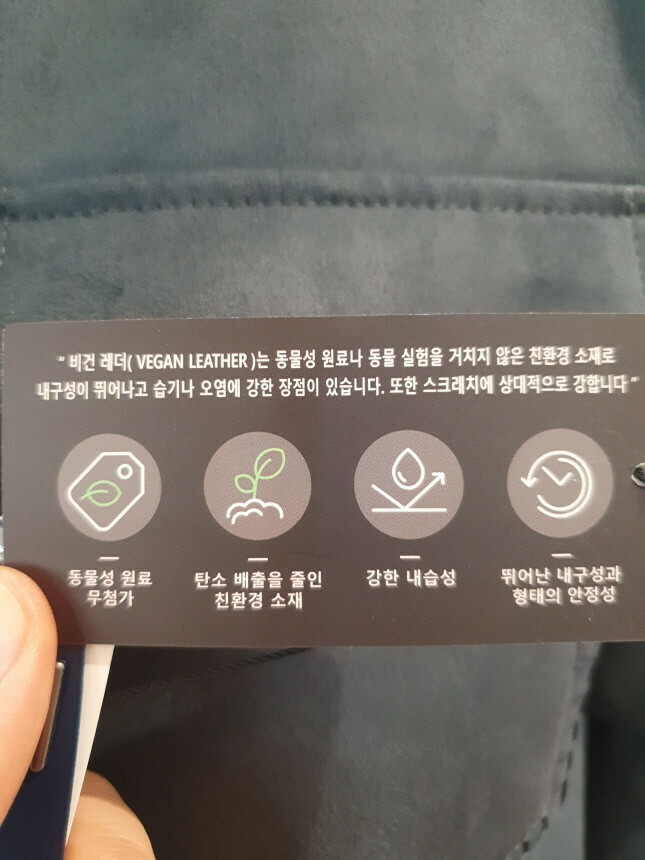 " 비건 레더( VEGAN LEATHER )는 동물성 원료나 동물 실험을 거치지 않은 친환경 소재로
내구성이 뛰어나고 습기나 오염에 강한 장점이 있습니다. 또한 스크래치에 상대적으로 강합니다 "
동물성 원료
무첨가
탄소 배출을 줄인
친환경 소재
강한 내습성
뛰어난 내구성과
형태의 안정성